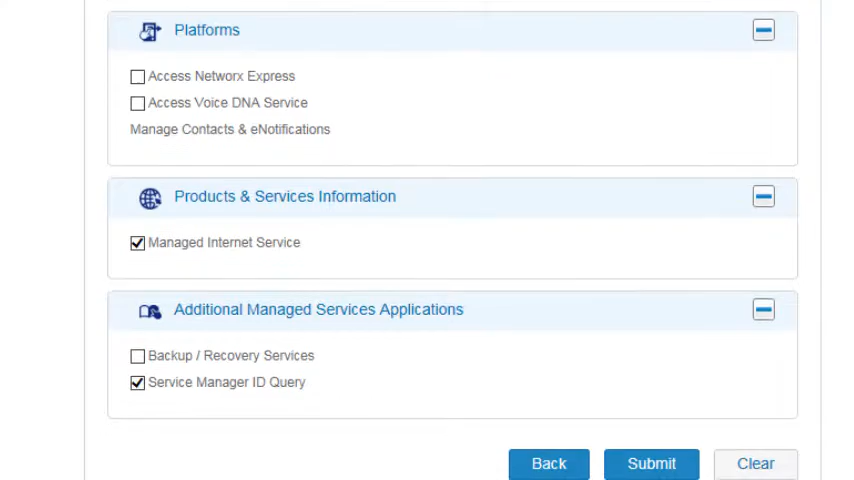 Platforms
Access Networx Express
Access Voice DNA Service
Manage Contacts & eNotifications
Products & Services Information
Managed Internet Service
Additional Managed Services Applications
Backup / Recovery Services
Service Manager ID Query
Back Submit Clear